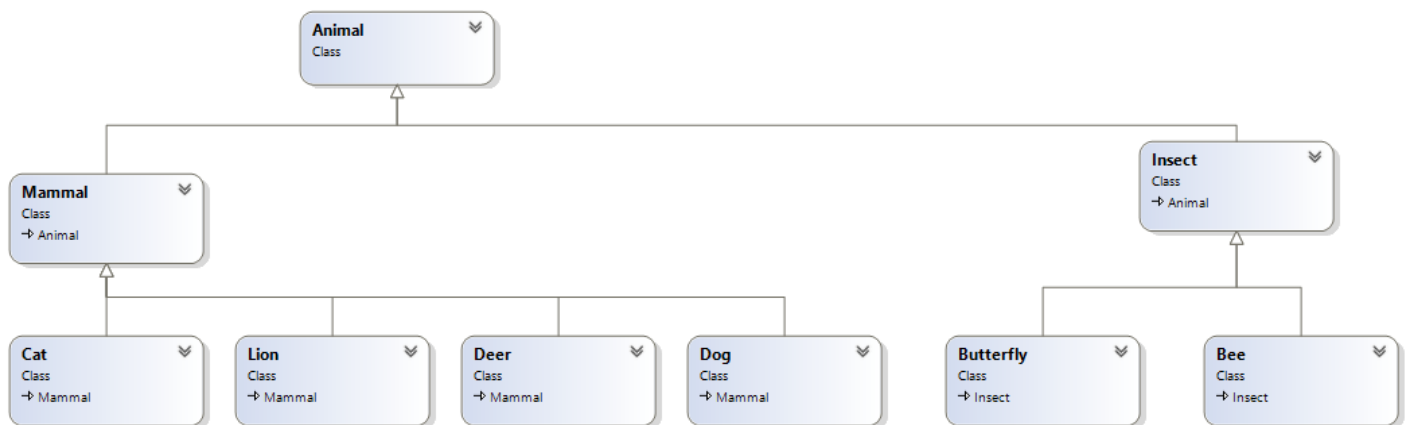 Animal
Class
Mammal
Class
Animal
Insect
Class
Animal
Cat
Class
Mammal
Lion
Class
Mammal
Deer
Class
Mammal
Dog
Class
Mammal
Butterfly
Class
Insect
Bee
Class
Insect